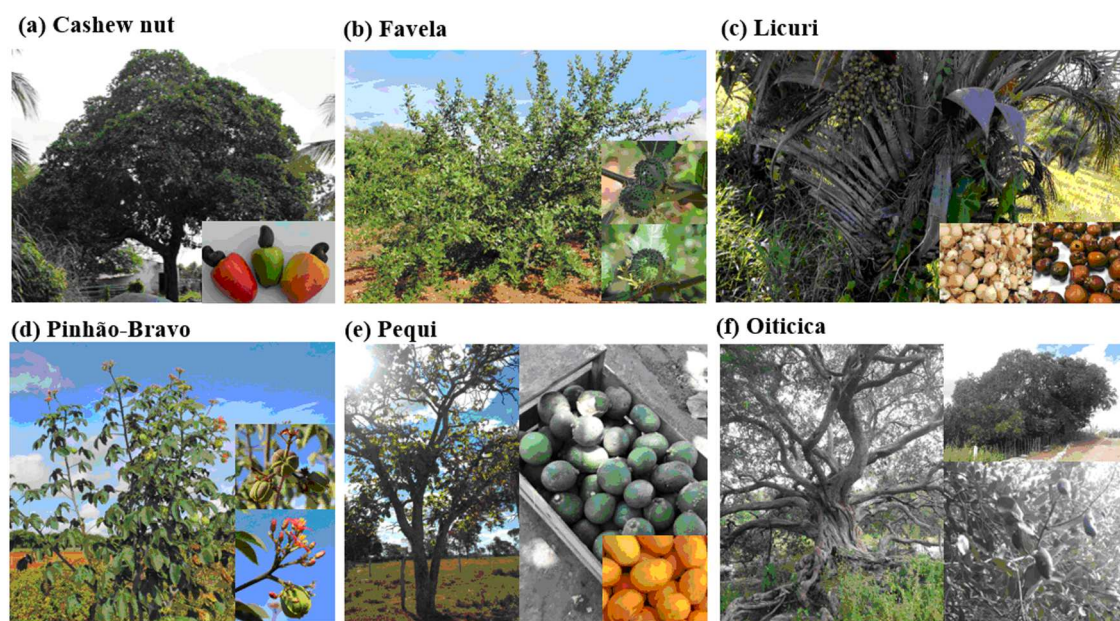 (a) Cashew nut
(b) Favela
(c) Licuri
(d) Pinhão-Bravo
(e) Pequi
(f) Oiticica